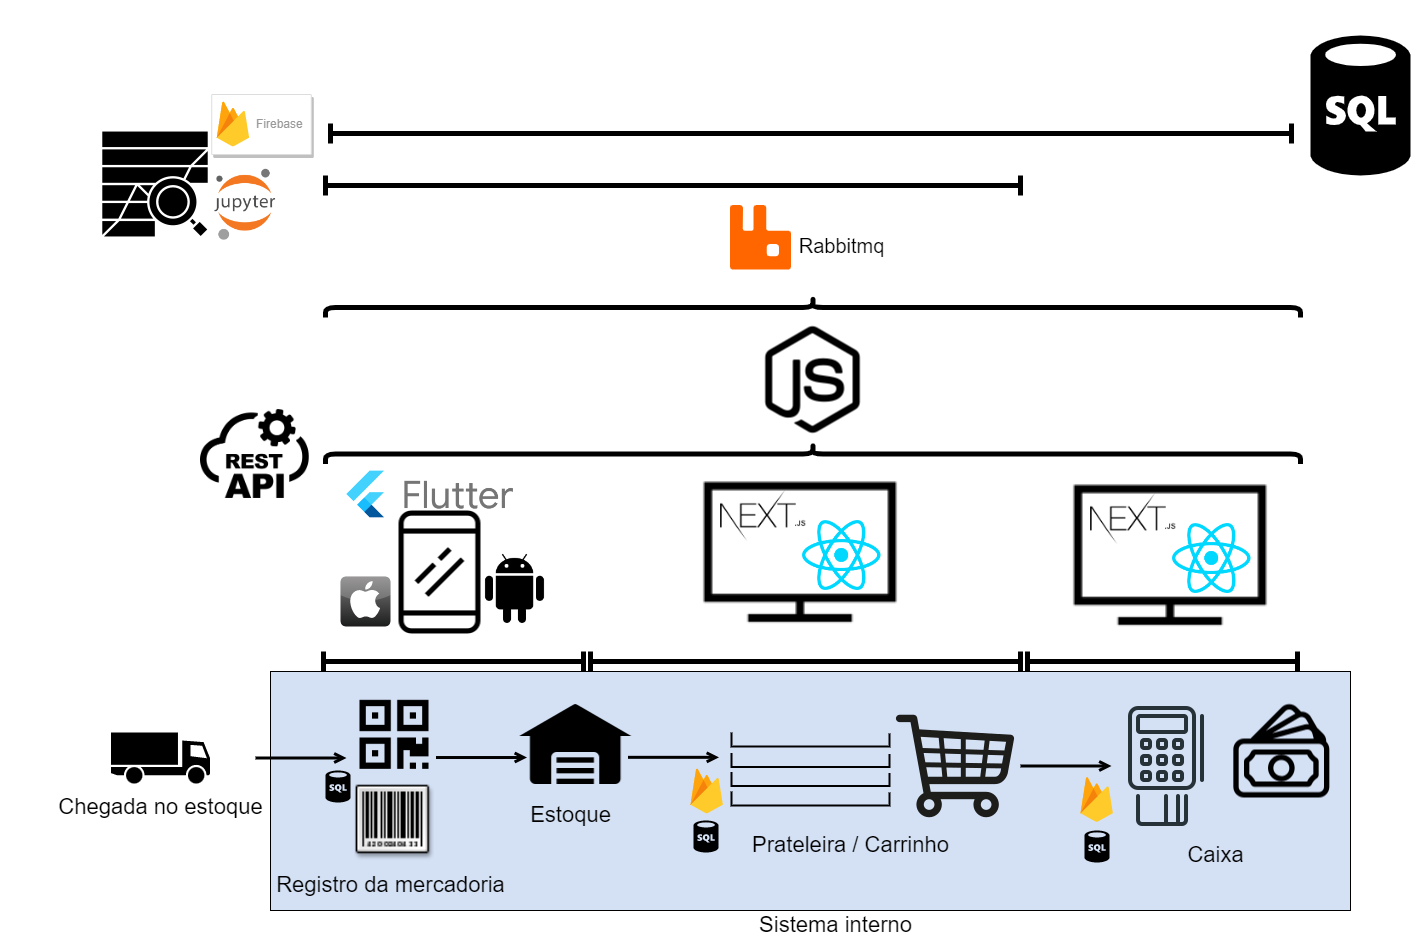 SQL
Firebase
jupyter
Rabbitmq
JS
REST
API
Flutter
NEXT.JS
NEXT.JS
Chegada no estoque
SQL
Registro da mercadoria
Estoque
SQL
Prateleira / Carrinho
SQL
Caixa
Sistema interno